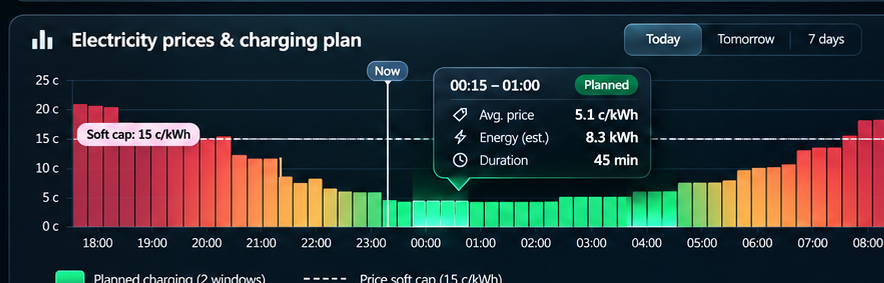 Electricity prices & charging plan
Today
Tomorrow
7 days
Now
25 c
20 c
15 c
10 c
5 c
0 c
Soft cap: 15 c/kWh
00:15 – 01:00
Planned
Avg. price 5.1 c/kWh
Energy (est.) 8.3 kWh
Duration 45 min
18:00 19:00 20:00 21:00 22:00 23:00 00:00 01:00 02:00 03:00 04:00 05:00 06:00 07:00 08:00
Planned charging (2 windows)
Price soft cap (15 c/kWh)